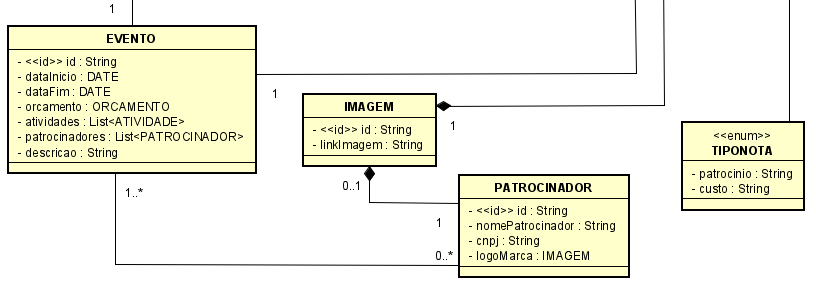 1
EVENTO
- <<id>> id : String
- dataInicio : DATE
- dataFim : DATE
- orcamento : ORCAMENTO
- atividades : List<ATIVIDADE>
- patrocinadores : List<PATROCINADOR>
- descricao : String
1
1..*
IMAGEM
- <<id>> id : String
- linkImagem : String
1
0..1
PATROCINADOR
- <<id>> id : String
- nomePatrocinador : String
- cnpj : String
- logoMarca : IMAGEM
1
0..*
<<enum>>
TIPONOTA
- patrocinio : String
- custo : String